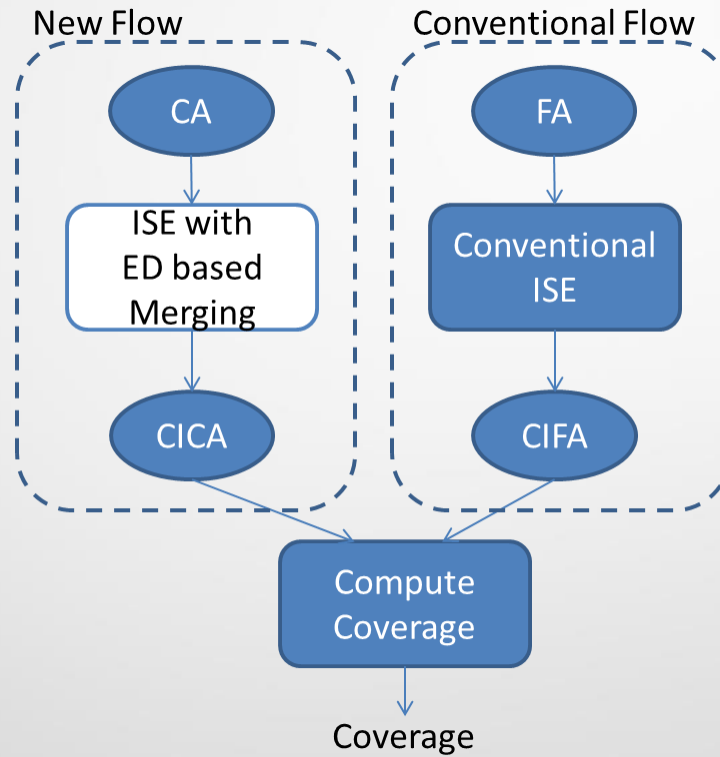 New Flow
Conventional Flow
CA
FA
ISE with
ED based
Merging
Conventional
ISE
CICA
CIFA
Compute
Coverage
Coverage